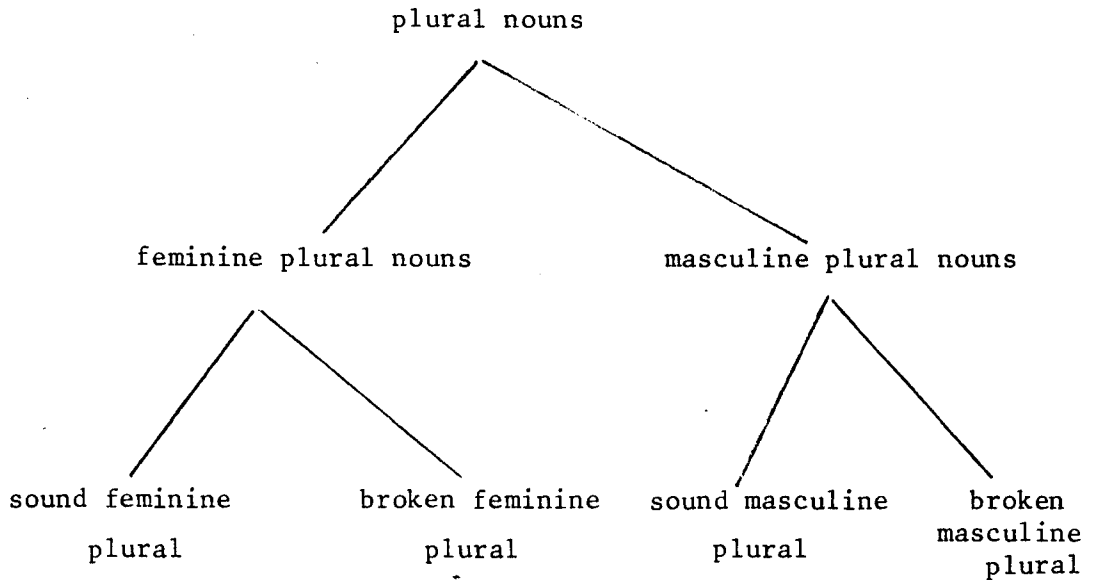 plural nouns
feminine plural nouns
masculine plural nouns
sound feminine
plural
broken feminine
plural
sound masculine
plural
broken
masculine
plural